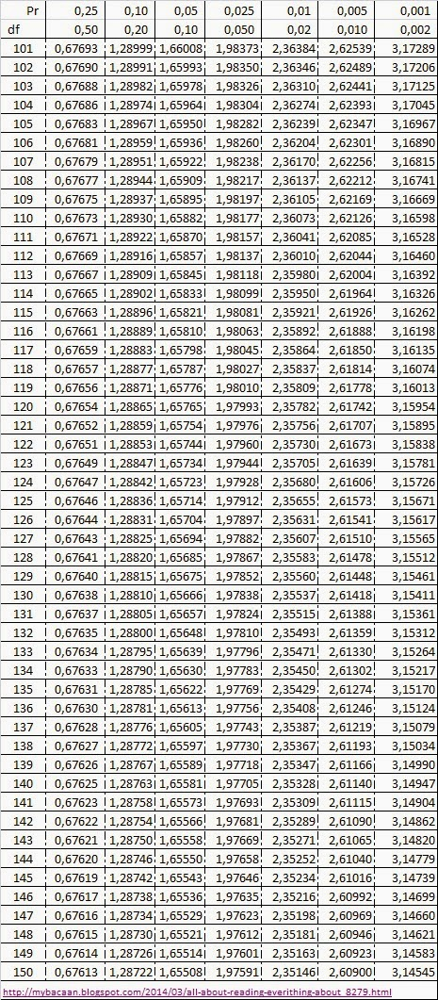 Pr 0,25 0,10 0,05 0,025 0,01 0,005 0,001
df 0,50 0,20 0,10 0,050 0,02 0,010 0,002
101 0,67693 1,28999 1,66008 1,98373 2,36384 2,62539 3,17289
102 0,67690 1,28991 1,65993 1,98350 2,36346 2,62489 3,17206
103 0,67688 1,28982 1,65978 1,98326 2,36310 2,62441 3,17125
104 0,67686 1,28974 1,65964 1,98304 2,36274 2,62393 3,17045
105 0,67683 1,28967 1,65950 1,98282 2,36239 2,62347 3,16967
106 0,67681 1,28959 1,65936 1,98260 2,36204 2,62301 3,16890
107 0,67679 1,28951 1,65922 1,98238 2,36170 2,62256 3,16815
108 0,67677 1,28944 1,65909 1,98217 2,36137 2,62212 3,16741
109 0,67675 1,28937 1,65895 1,98197 2,36105 2,62169 3,16669
110 0,67673 1,28930 1,65882 1,98177 2,36073 2,62126 3,16598
111 0,67671 1,28922 1,65870 1,98157 2,36041 2,62085 3,16528
112 0,67669 1,28916 1,65857 1,98137 2,36010 2,62044 3,16460
113 0,67667 1,28909 1,65845 1,98118 2,35980 2,62004 3,16392
114 0,67665 1,28902 1,65833 1,98099 2,35950 2,61964 3,16326
115 0,67663 1,28896 1,65821 1,98081 2,35921 2,61926 3,16262
116 0,67661 1,28889 1,65810 1,98063 2,35892 2,61888 3,16198
117 0,67659 1,28883 1,65798 1,98045 2,35864 2,61850 3,16135
118 0,67657 1,28877 1,65787 1,98027 2,35837 2,61814 3,16074
119 0,67656 1,28871 1,65776 1,98010 2,35809 2,61778 3,16013
120 0,67654 1,28865 1,65765 1,97993 2,35782 2,61742 3,15954
121 0,67652 1,28859 1,65754 1,97976 2,35756 2,61707 3,15895
122 0,67651 1,28853 1,65744 1,97960 2,35730 2,61673 3,15838
123 0,67649 1,28847 1,65734 1,97944 2,35705 2,61639 3,15781
124 0,67647 1,28842 1,65723 1,97928 2,35680 2,61606 3,15726
125 0,67646 1,28836 1,65714 1,97912 2,35655 2,61573 3,15671
126 0,67644 1,28831 1,65704 1,97897 2,35631 2,61541 3,15617
127 0,67643 1,28825 1,65694 1,97882 2,35607 2,61510 3,15565
128 0,67641 1,28820 1,65685 1,97867 2,35583 2,61478 3,15512
129 0,67640 1,28815 1,65675 1,97852 2,35560 2,61448 3,15461
130 0,67638 1,28810 1,65666 1,97838 2,35537 2,61418 3,15411
131 0,67637 1,28805 1,65657 1,97824 2,35515 2,61388 3,15361
132 0,67635 1,28800 1,65648 1,97810 2,35493 2,61359 3,15312
133 0,67634 1,28795 1,65639 1,97796 2,35471 2,61330 3,15264
134 0,67633 1,28790 1,65630 1,97783 2,35450 2,61302 3,15217
135 0,67631 1,28785 1,65622 1,97769 2,35429 2,61274 3,15170
136 0,67630 1,28781 1,65613 1,97756 2,35408 2,61246 3,15124
137 0,67628 1,28776 1,65605 1,97743 2,35387 2,61219 3,15079
138 0,67627 1,28772 1,65597 1,97730 2,35367 2,61193 3,15034
139 0,67626 1,28767 1,65589 1,97718 2,35347 2,61166 3,14990
140 0,67625 1,28763 1,65581 1,97705 2,35328 2,61140 3,14947
141 0,67623 1,28758 1,65573 1,97693 2,35309 2,61115 3,14904
142 0,67622 1,28754 1,65566 1,97681 2,35289 2,61090 3,14862
143 0,67621 1,28750 1,65558 1,97669 2,35271 2,61065 3,14820
144 0,67620 1,28746 1,65550 1,97658 2,35252 2,61040 3,14779
145 0,67619 1,28742 1,65543 1,97646 2,35234 2,61016 3,14739
146 0,67617 1,28738 1,65536 1,97635 2,35216 2,60992 3,14699
147 0,67616 1,28734 1,65529 1,97623 2,35198 2,60969 3,14660
148 0,67615 1,28730 1,65521 1,97612 2,35181 2,60946 3,14621
149 0,67614 1,28726 1,65514 1,97601 2,35163 2,60923 3,14583
150 0,67613 1,28722 1,65508 1,97591 2,35146 2,60900 3,14545
http://mybacaan.blogspot.com/2014/03/all-about-reading-everithing-about_8279.html